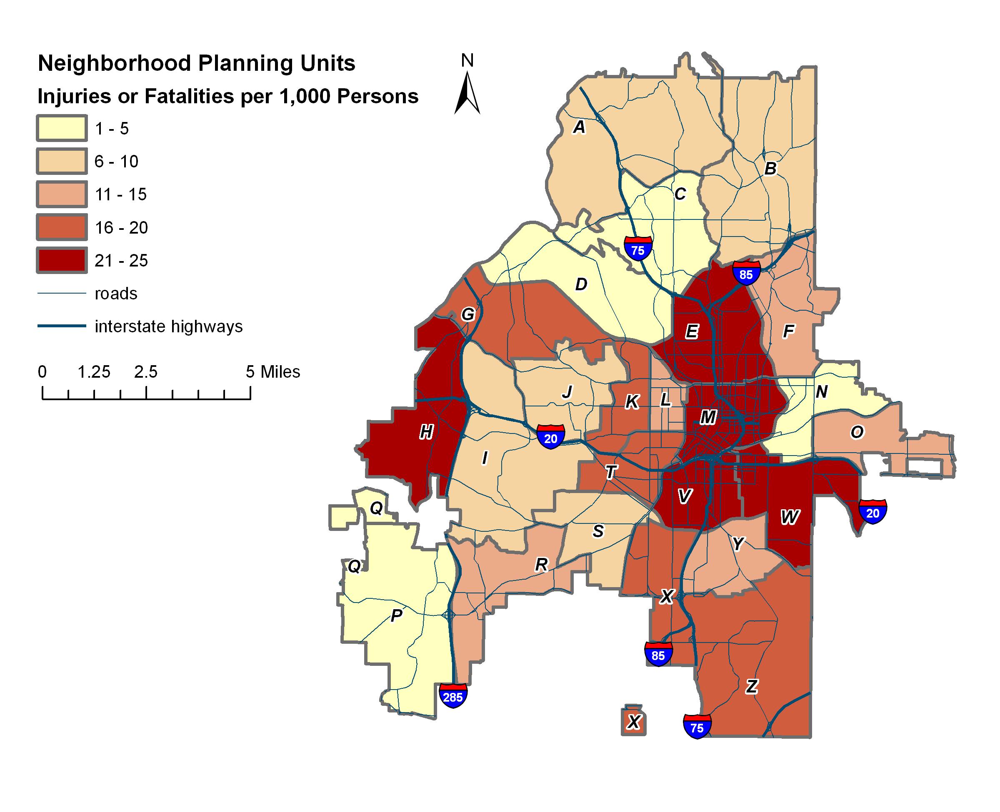 Neighborhood Planning Units
Injuries or Fatalities per 1,000 Persons
1 - 5
6 - 10
11 - 15
16 - 20
21 - 25
roads
interstate highways
0 1.25 2.5 5 Miles
N
A
B
C
75
85
D
G
E
F
J
K
L
M
N
H
I
20
O
T
V
Q
W
20
S
Y
R
Q
X
P
85
Z
285
X
75